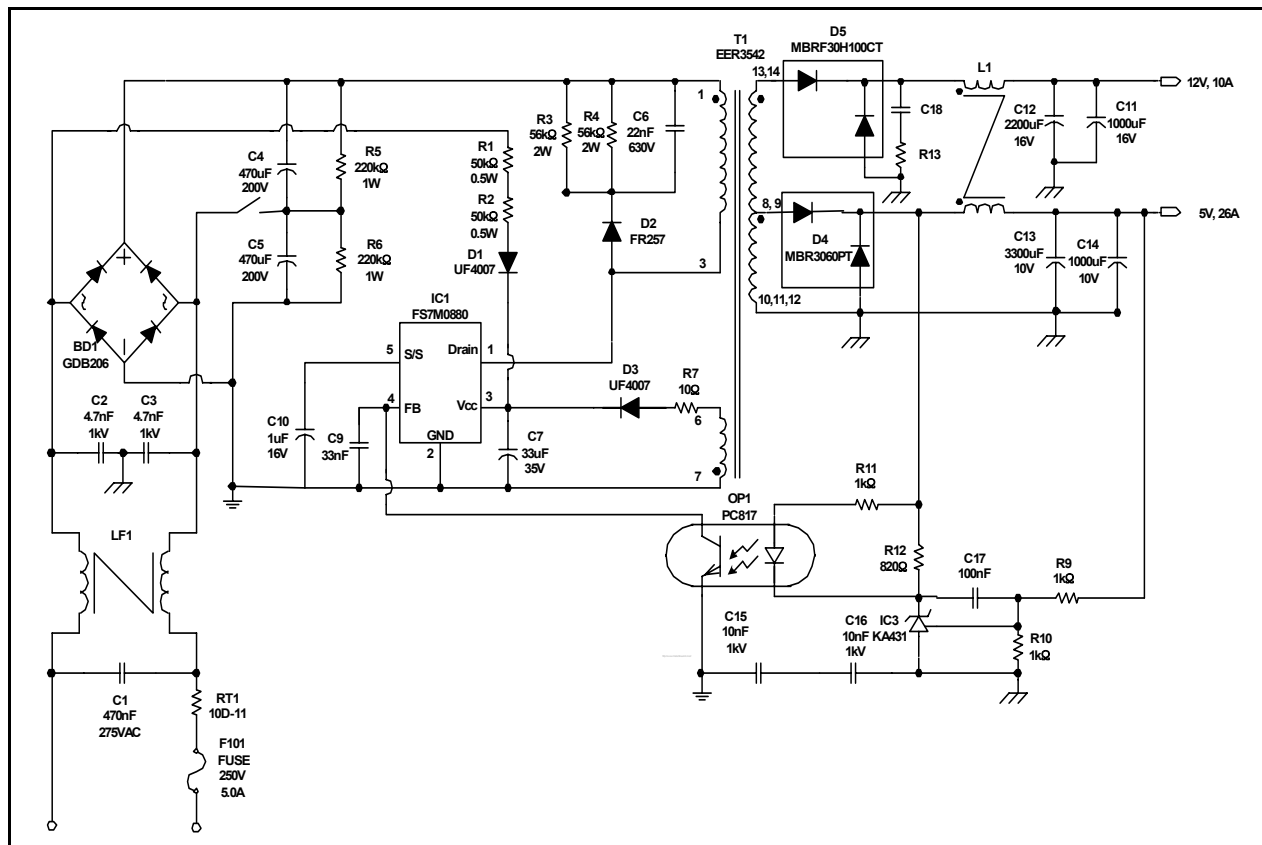 T1
EER3542
D5
MBRF30H100CT
L1
13,14
1
12V, 10A
C18
R13
C12
2200uF
16V
C11
1000uF
16V
R3
56kΩ
2W
R4
56kΩ
2W
C6
22nF
630V
C4
470uF
200V
R5
220kΩ
1W
R1
50kΩ
0.5W
R2
50kΩ
0.5W
8, 9
5V, 26A
D4
MBR3060PT
C13
3300uF
10V
C14
1000uF
10V
C5
470uF
200V
R6
220kΩ
1W
D1
UF4007
D2
FR257
3
10,11,12
BD1
GDB206
IC1
FS7M0880
5
S/S
Drain
1
4
FB
Vcc
3
GND
2
D3
UF4007
R7
10Ω
6
7
C2
4.7nF
1kV
C3
4.7nF
1kV
C10
1uF
16V
C9
33nF
C7
33uF
35V
LF1
OP1
PC817
R11
1kΩ
R12
820Ω
C17
100nF
R9
1kΩ
C15
10nF
1kV
C16
10nF
1kV
IC3
KA431
R10
1kΩ
C1
470nF
275VAC
RT1
10D-11
F101
FUSE
250V
5.0A